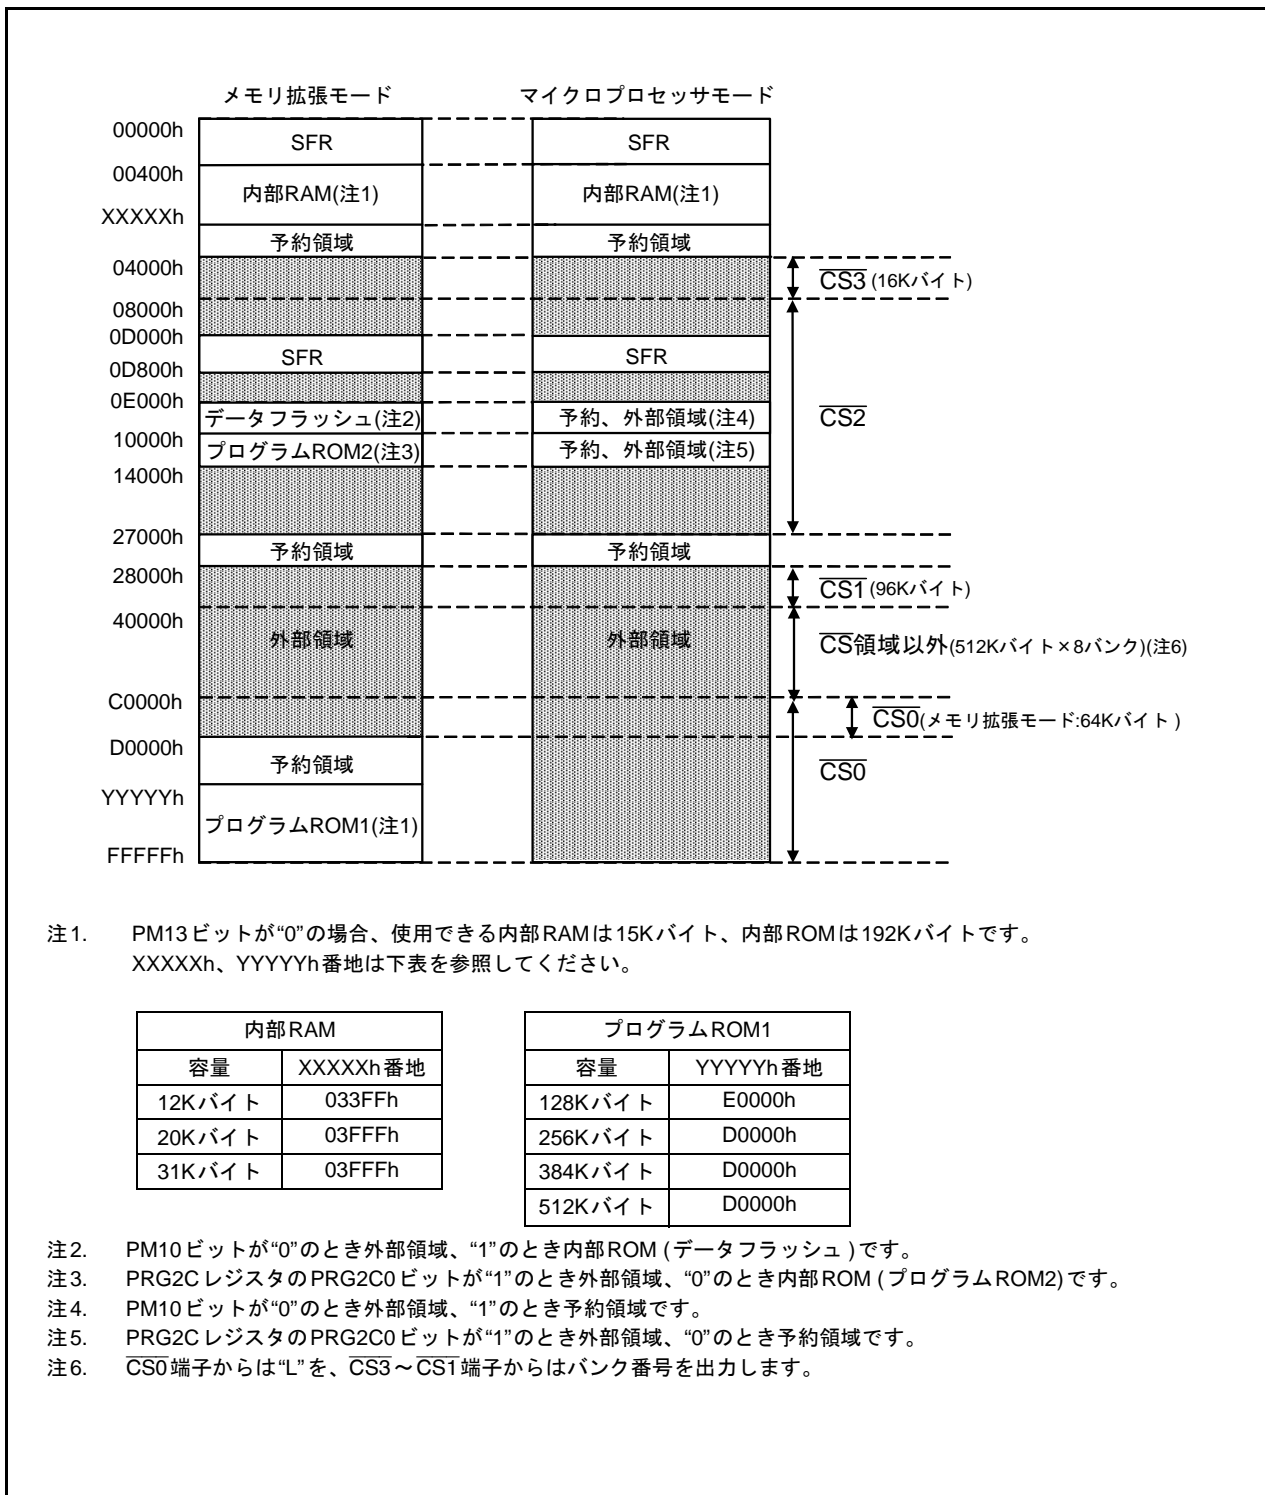 メモリ拡張モード マイクロプロセッサモード
00000h SFR SFR
00400h
内部RAM(注1) 内部RAM(注1)
XXXXXh
予約領域 予約領域
04000h
CS3 (16Kバイト)
08000h
0D000h
SFR SFR
0D800h
0E000h
データフラッシュ(注2) 予約、外部領域(注4) CS2
10000h
プログラムROM2(注3) 予約、外部領域(注5)
14000h
27000h
予約領域 予約領域
28000h
CS1 (96Kバイト)
40000h
外部領域 外部領域 CS領域以外(512Kバイト×8バンク)(注6)
C0000h
CS0(メモリ拡張モード:64Kバイト )
D0000h
予約領域 CS0
YYYYYh
プログラムROM1(注1)
FFFFFh
注1. PM13ビットが“0”の場合、使用できる内部RAMは15Kバイト、内部ROMは192Kバイトです。
XXXXXh、YYYYYh番地は下表を参照してください。
内部RAM プログラムROM1
容量 XXXXXh番地 容量 YYYYYh番地
12Kバイト 033FFh 128Kバイト E0000h
20Kバイト 03FFFh 256Kバイト D0000h
31Kバイト 03FFFh 384Kバイト D0000h
512Kバイト D0000h
注2. PM10ビットが“0”のとき外部領域、“1”のとき内部ROM (データフラッシュ )です。
注3. PRG2CレジスタのPRG2C0ビットが“1”のとき外部領域、“0”のとき内部ROM (プログラムROM2)です。
注4. PM10ビットが“0”のとき外部領域、“1”のとき予約領域です。
注5. PRG2CレジスタのPRG2C0ビットが“1”のとき外部領域、“0”のとき予約領域です。
注6. CS0端子からは“L”を、CS3～CS1端子からはバンク番号を出力します。